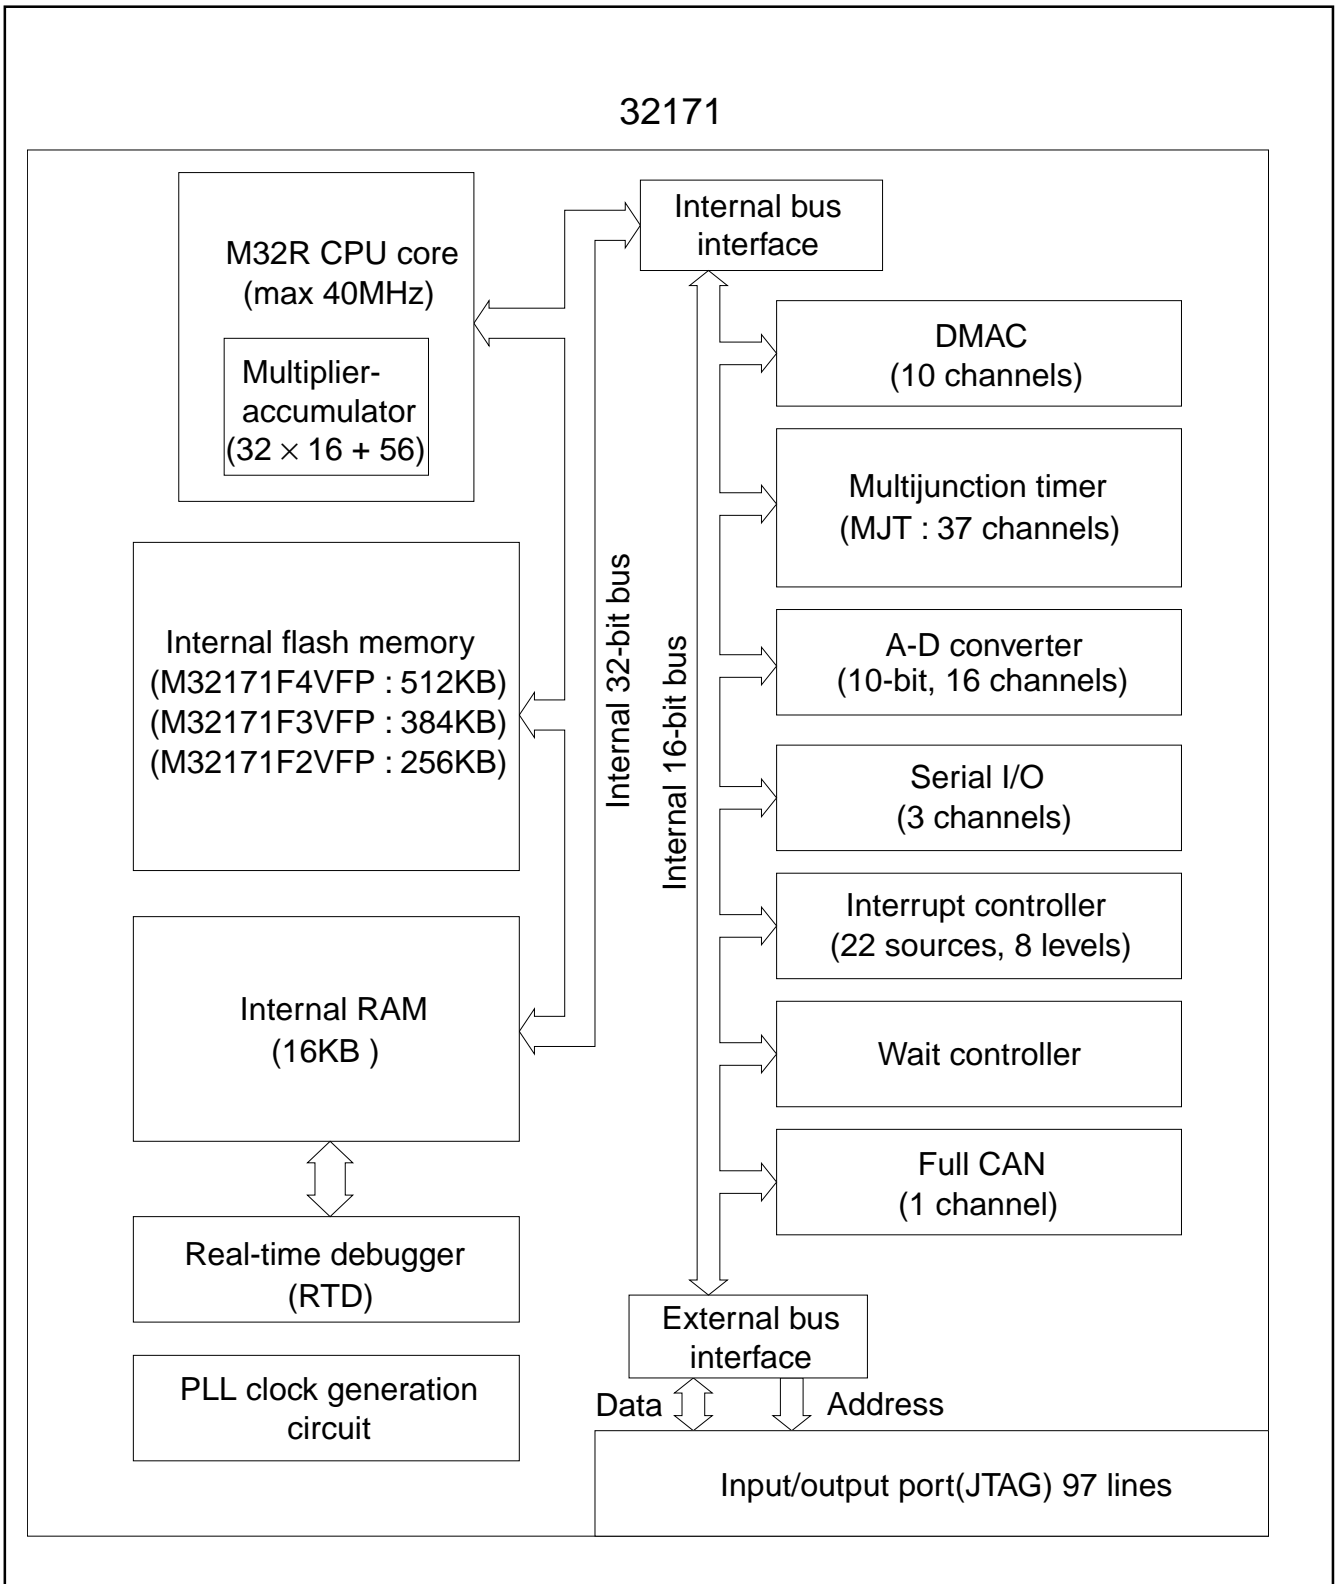 32171
M32R CPU core
(max 40MHz)
Multiplier-
accumulator
(32 × 16 + 56)
Internal flash memory
(M32171F4VFP : 512KB)
(M32171F3VFP : 384KB)
(M32171F2VFP : 256KB)
Internal RAM
(16KB )
Real-time debugger
(RTD)
PLL clock generation
circuit
Internal 32-bit bus
Internal 16-bit bus
Internal bus
interface
DMAC
(10 channels)
Multijunction timer
(MJT : 37 channels)
A-D converter
(10-bit, 16 channels)
Serial I/O
(3 channels)
Interrupt controller
(22 sources, 8 levels)
Wait controller
Full CAN
(1 channel)
External bus
interface
Data
Address
Input/output port(JTAG) 97 lines